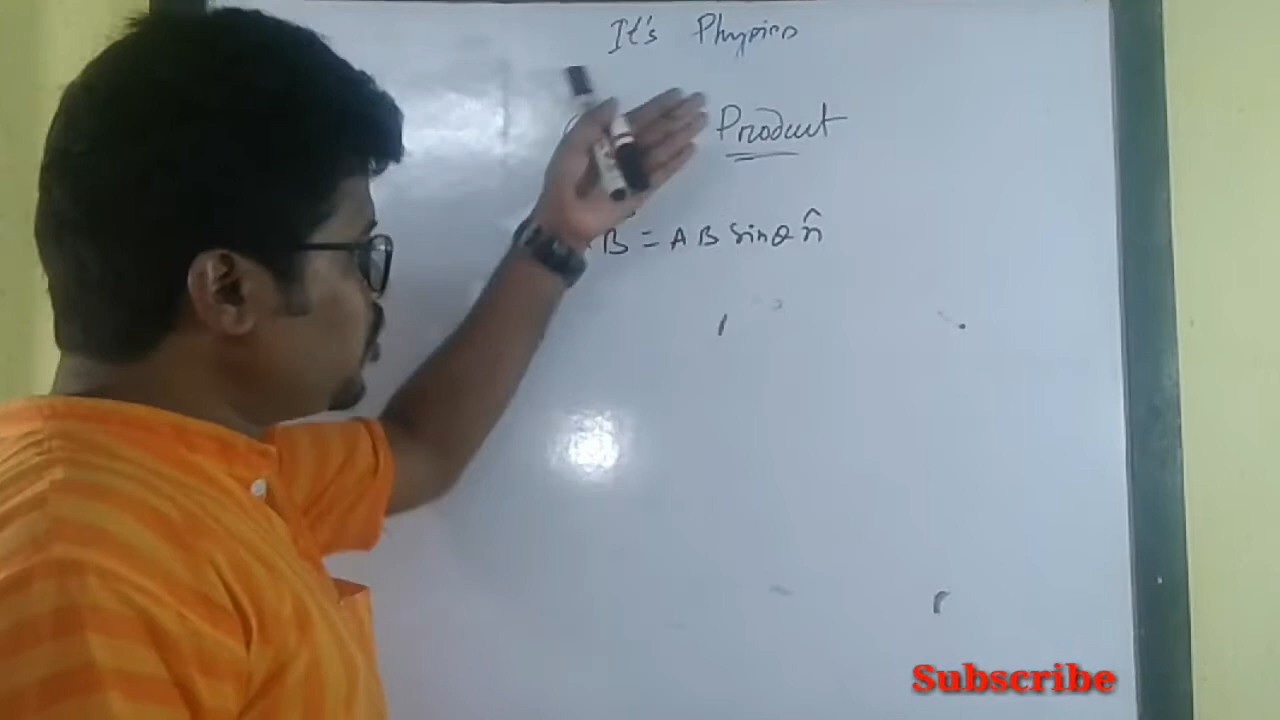 It's Physics
Product
B = A B sinθ n̂
Subscribe